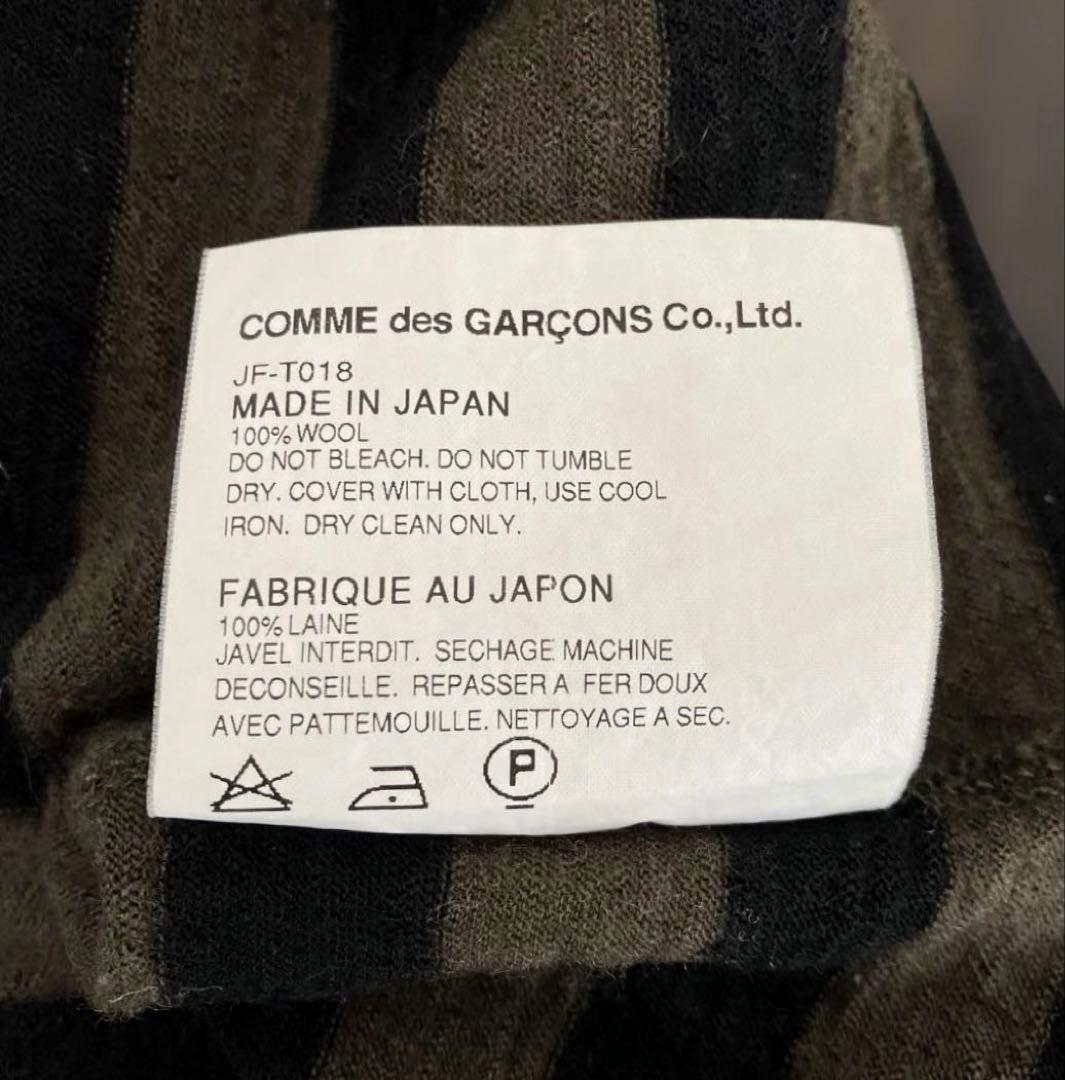 COMME des GARÇONS Co.,Ltd.
JF-T018
MADE IN JAPAN
100% WOOL
DO NOT BLEACH. DO NOT TUMBLE
DRY. COVER WITH CLOTH, USE COOL
IRON. DRY CLEAN ONLY.
FABRIQUE AU JAPON
100% LAINE
JAVEL INTERDIT. SECHAGE MACHINE
DECONSEILLE. REPASSER A FER DOUX
AVEC PATTEMOUILLE. NETTOYAGE A SEC.
P